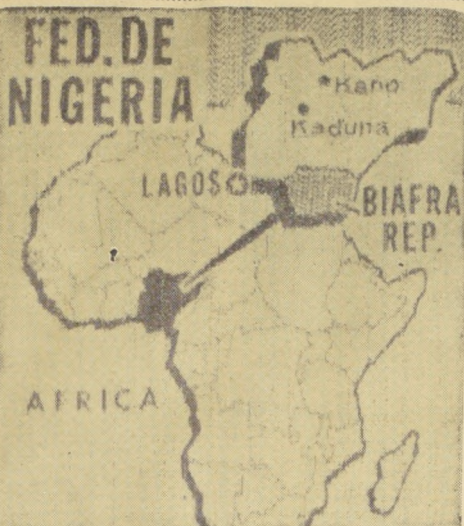 FED. DE
NIGERIA
Kano
Kaduna
LAGOS
BIAFRA
REP.
AFRICA